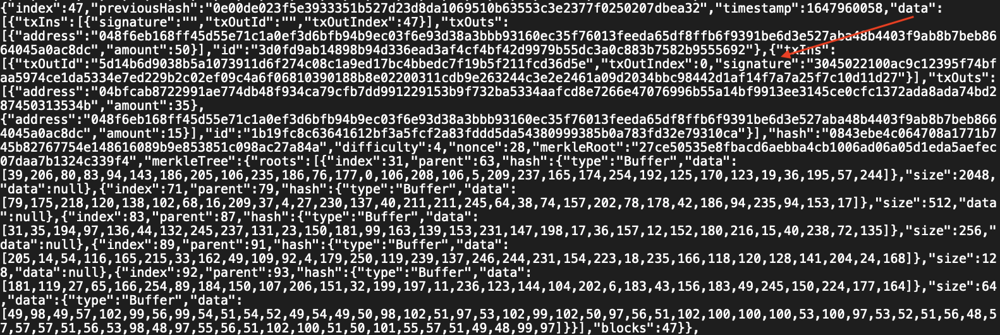 {"index":47,"previousHash":"0e00de023f5e3933351b527d23d8da1069510b63553c3e2377f0250207dbea32","timestamp":1647960058,"data":
[{"txIns":[{"signature":"","txOutId":"","txOutIndex":47}],"txOuts":
[{"address":"048f6eb168ff45d55e71c1a0ef3d6bfb94b9ec03f6e93d38a3bbb93160ec35f76013feeda65df8ffb6f9391be6d3e527aba48b4403f9ab8b7beb86
64045a0ac8dc","amount":50}],"id":"3d0fd9ab14898b94d336ead3af4cf4bf42d9979b55dc3a0c883b7582b9555692"},{"txIns":
[{"txOutId":"5d14b6d9038b5a1073911d6f274c08c1a9ed17bc4bbedc7f19b5f211fcd36d5e","txOutIndex":0,"signature":"3045022100ac9c12395f74bf
aa5974ce1da5334e7ed229b2c02ef09c4a6f06810390188b8e02200311cdb9e263244c3e2e2461a09d2034bbc98442d1af14f7a7a25f7c10d11d27"}],"txOuts":
[{"address":"04bfcab8722991ae774db48f934ca79cfb7dd991229153b9f732ba5334aafcd8e7266e47076996b55a14bf9913ee3145ce0cfc1372ada8ada74bd2
87450313534b","amount":35},
{"address":"048f6eb168ff45d55e71c1a0ef3d6bfb94b9ec03f6e93d38a3bbb93160ec35f76013feeda65df8ffb6f9391be6d3e527aba48b4403f9ab8b7beb866
4045a0ac8dc","amount":15}],"id":"1b19fc8c63641612bf3a5fcf2a83fddd5da54380999385b0a783fd32e79310ca"}],"hash":"0843ebe4c064708a1771b7
45b82767754e148616089b9e853851c098ac27a84a","difficulty":4,"nonce":28,"merkleRoot":"27ce50535e8fbacd6aebba4cb1006ad06a05d1eda5aefec
07daa7b1324c339f4","merkleTree":{"roots":[{"index":31,"parent":63,"hash":{"type":"Buffer","data":
[39,206,80,83,94,143,186,205,106,235,186,76,177,0,106,208,106,5,209,237,165,174,254,192,125,170,123,19,36,195,57,244]},"size":2048,
"data":null},{"index":71,"parent":79,"hash":{"type":"Buffer","data":
[79,175,218,120,138,102,68,16,209,37,4,27,230,137,40,211,211,245,64,38,74,157,202,78,178,42,186,94,235,94,153,17]},"size":512,"data
":null},{"index":83,"parent":87,"hash":{"type":"Buffer","data":
[31,35,194,97,136,44,132,245,237,131,23,150,181,99,163,139,153,231,147,198,17,36,157,12,152,180,216,15,40,238,72,135]},"size":256,"
data":null},{"index":89,"parent":91,"hash":{"type":"Buffer","data":
[205,14,54,116,165,215,33,162,49,109,92,4,179,250,119,239,137,246,244,231,154,223,18,235,166,118,120,128,141,204,24,168]},"size":12
8,"data":null},{"index":92,"parent":93,"hash":{"type":"Buffer","data":
[181,119,27,65,166,254,89,184,150,107,206,151,32,199,197,11,236,123,144,104,202,6,183,43,156,183,49,245,150,224,177,164]},"size":64
,"data":{"type":"Buffer","data":
[49,98,49,57,102,99,56,99,54,51,54,52,49,54,49,50,98,102,51,97,53,102,99,102,50,97,56,51,102,100,100,100,53,100,97,53,52,51,56,48,5
7,57,57,51,56,53,98,48,97,55,56,51,102,100,51,50,101,55,57,51,49,48,99,97]}}],"blocks":47}},